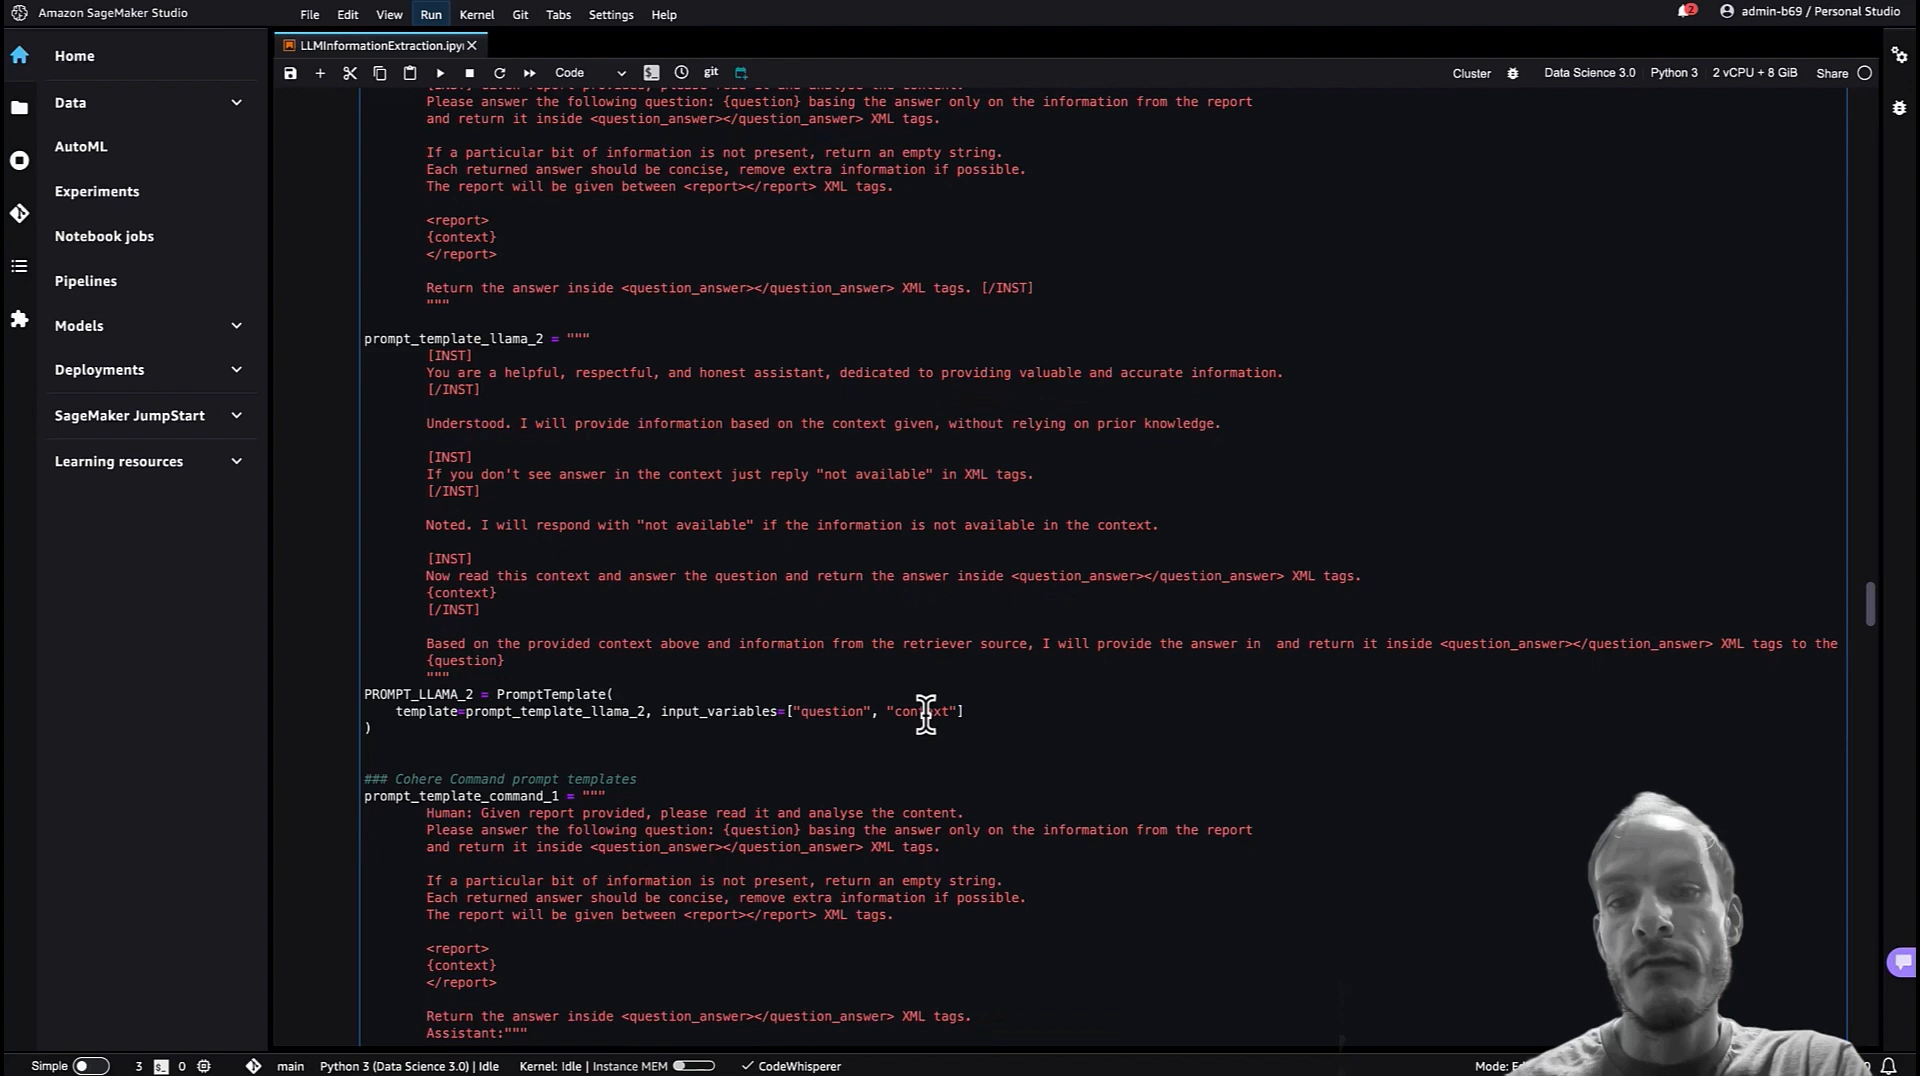 Amazon SageMaker Studio
File Edit View Run Kernel Git Tabs Settings Help
2
admin-b69 / Personal Studio
LLMInformationExtraction.ipyn
Code
git
Cluster
Data Science 3.0
Python 3
2 vCPU + 8 GiB
Share
Home
Data
AutoML
Experiments
Notebook jobs
Pipelines
Models
Deployments
SageMaker JumpStart
Learning resources
Please answer the following question: {question} basing the answer only on the information from the report
and return it inside <question_answer></question_answer> XML tags.
If a particular bit of information is not present, return an empty string.
Each returned answer should be concise, remove extra information if possible.
The report will be given between <report></report> XML tags.
<report>
{context}
</report>
Return the answer inside <question_answer></question_answer> XML tags. [/INST]
"""
prompt_template_llama_2 = """
[INST]
You are a helpful, respectful, and honest assistant, dedicated to providing valuable and accurate information.
[/INST]
Understood. I will provide information based on the context given, without relying on prior knowledge.
[INST]
If you don't see answer in the context just reply "not available" in XML tags.
[/INST]
Noted. I will respond with "not available" if the information is not available in the context.
[INST]
Now read this context and answer the question and return the answer inside <question_answer></question_answer> XML tags.
{context}
[/INST]
Based on the provided context above and information from the retriever source, I will provide the answer in  and return it inside <question_answer></question_answer> XML tags to the
{question}
"""
PROMPT_LLAMA_2 = PromptTemplate(
template=prompt_template_llama_2, input_variables=["question", "context"]
)
### Cohere Command prompt templates
prompt_template_command_1 = """
Human: Given report provided, please read it and analyse the content.
Please answer the following question: {question} basing the answer only on the information from the report
and return it inside <question_answer></question_answer> XML tags.
If a particular bit of information is not present, return an empty string.
Each returned answer should be concise, remove extra information if possible.
The report will be given between <report></report> XML tags.
<report>
{context}
</report>
Return the answer inside <question_answer></question_answer> XML tags.
Assistant:"""
Simple
3
0
main
Python 3 (Data Science 3.0) | Idle
Kernel: Idle | Instance MEM
CodeWhisperer
Mode: